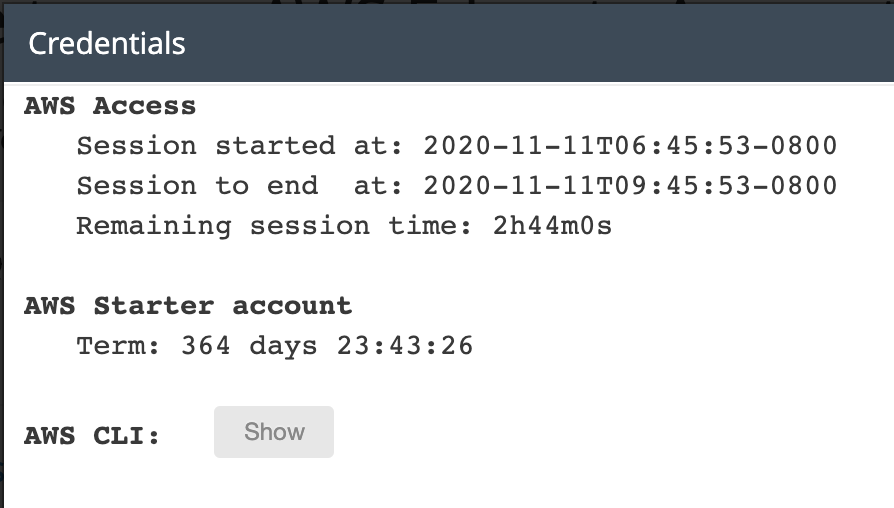 Credentials
AWS Access
Session started at: 2020-11-11T06:45:53-0800
Session to end  at: 2020-11-11T09:45:53-0800
Remaining session time: 2h44m0s
AWS Starter account
Term: 364 days 23:43:26
AWS CLI: Show